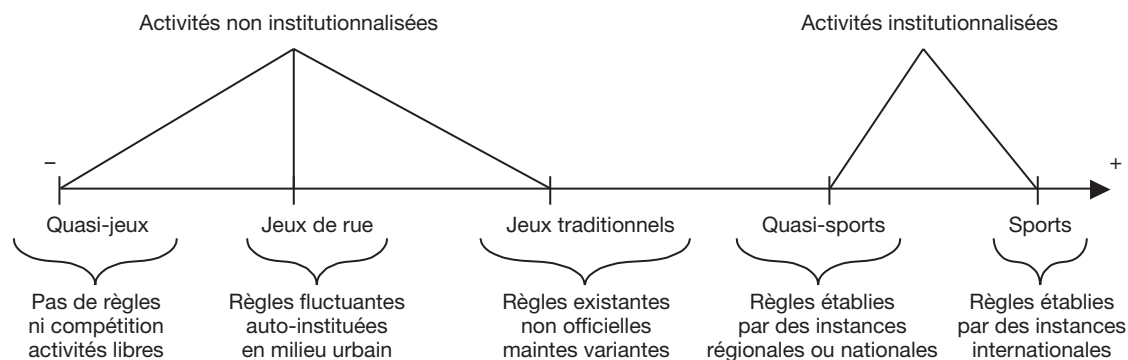 Activités non institutionnalisées
Activités institutionnalisées
–
+
Quasi-jeux
Jeux de rue
Jeux traditionnels
Quasi-sports
Sports
Pas de règles
ni compétition
activités libres
Règles fluctuantes
auto-instituées
en milieu urbain
Règles existantes
non officielles
maintes variantes
Règles établies
par des instances
régionales ou nationales
Règles établies
par des instances
internationales